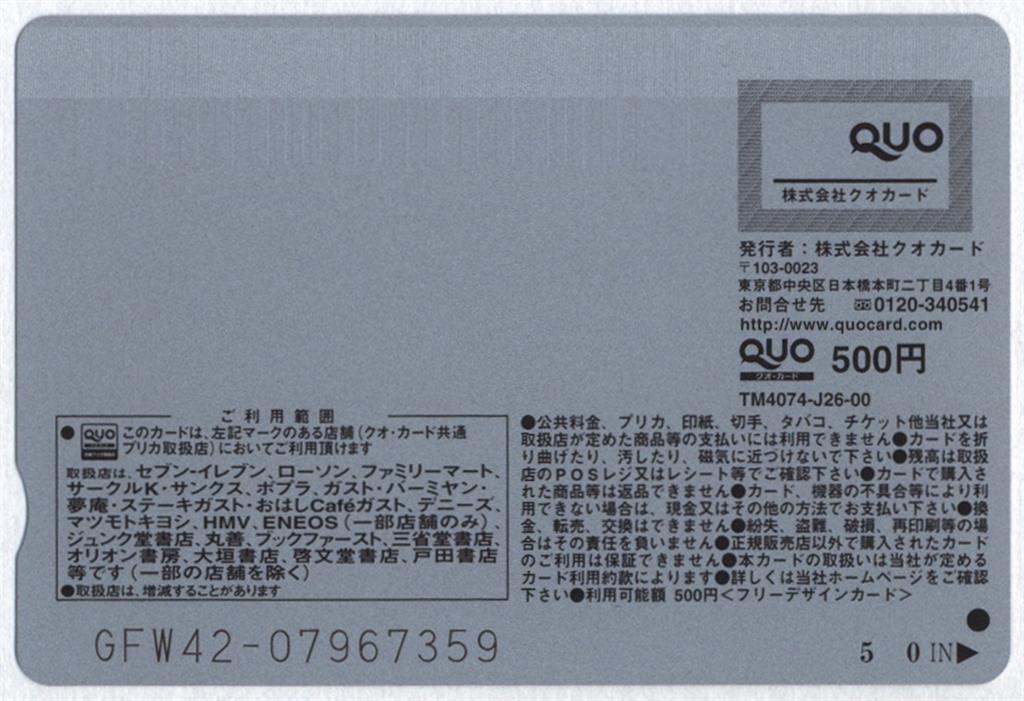 QUO
株式会社クオカード
発行者：株式会社クオカード
〒103-0023
東京都中央区日本橋本町二丁目4番1号
お問合せ先 0120-340541
http://www.quocard.com
QUO 500円
クオ・カード
TM4074-J26-00
ご利用範囲
●QUO このカードは、左記マークのある店舗（クオ・カード共通
プリカ取扱店）においてご利用頂けます
取扱店は、セブン-イレブン、ローソン、ファミリーマート、
サークルK・サンクス、ポプラ、ガスト・バーミヤン・
夢庵・ステーキガスト・おはしCaféガスト、デニーズ、
マツモトキヨシ、HMV、ENEOS（一部店舗のみ）、
ジュンク堂書店、丸善、ブックファースト、三省堂書店、
オリオン書房、大垣書店、啓文堂書店、戸田書店
等です（一部の店舗を除く）
●取扱店は、増減することがあります
●公共料金、プリカ、印紙、切手、タバコ、チケット他当社又は
取扱店が定めた商品等の支払いには利用できません●カードを折
り曲げたり、汚したり、磁気に近づけないで下さい●残高は取扱
店のPOSレジ又はレシート等でご確認下さい●カードで購入さ
れた商品等は返品できません●カード、機器の不具合等により利
用できない場合は、現金又はその他の方法でお支払い下さい●換
金、転売、交換はできません●紛失、盗難、破損、再印刷等の場
合はその責任を負いません●正規販売店以外で購入されたカード
のご利用は保証できません●本カードの取扱いは当社が定める
カード利用約款によります●詳しくは当社ホームページをご確認
下さい●利用可能額 500円＜フリーデザインカード＞
GFW42-07967359
5 0 IN▶